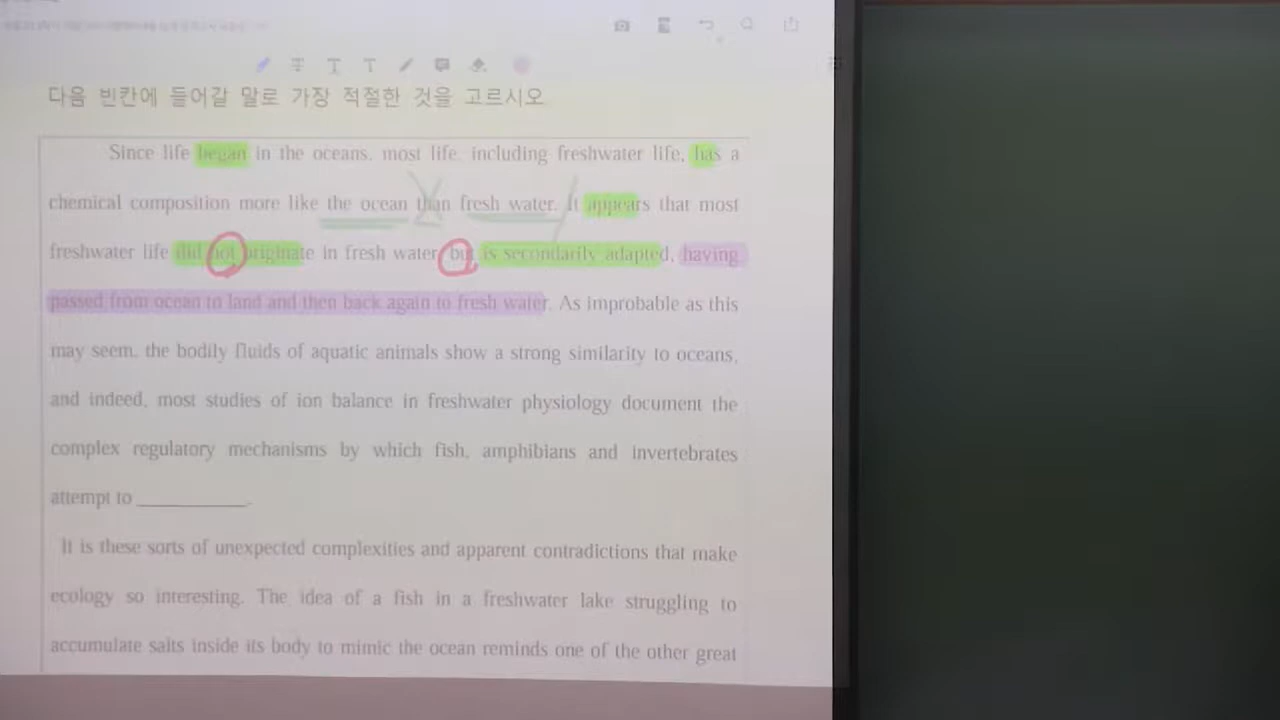 다음 빈칸에 들어갈 말로 가장 적절한 것을 고르시오
Since life began in the oceans, most life, including freshwater life, has a
chemical composition more like the ocean than fresh water. It appears that most
freshwater life did not originate in fresh water, but is secondarily adapted, having
passed from ocean to land and then back again to fresh water. As improbable as this
may seem, the bodily fluids of aquatic animals show a strong similarity to oceans,
and indeed, most studies of ion balance in freshwater physiology document the
complex regulatory mechanisms by which fish, amphibians and invertebrates
attempt to __________.
It is these sorts of unexpected complexities and apparent contradictions that make
ecology so interesting. The idea of a fish in a freshwater lake struggling to
accumulate salts inside its body to mimic the ocean reminds one of the other great